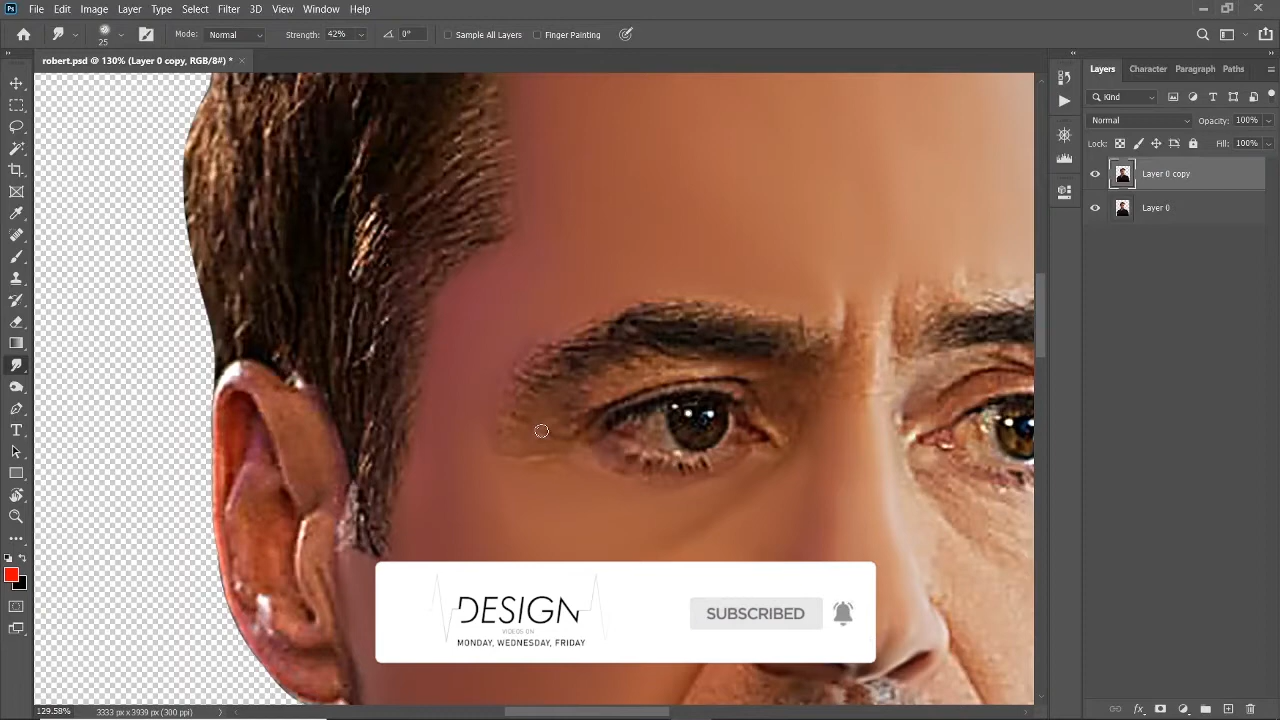 Ps File Edit Image Layer Type Select Filter 3D View Window Help
25 Mode: Normal Strength: 42% 0° Sample All Layers Finger Painting
robert.psd @ 130% (Layer 0 copy, RGB/8#) * ×
Layers Character Paragraph Paths
Kind
Normal Opacity: 100%
Lock: Fill: 100%
Layer 0 copy
Layer 0
DESIGN
VIDEOS ON
MONDAY, WEDNESDAY, FRIDAY
SUBSCRIBED
129.58% 3333 px x 3939 px (300 ppi)